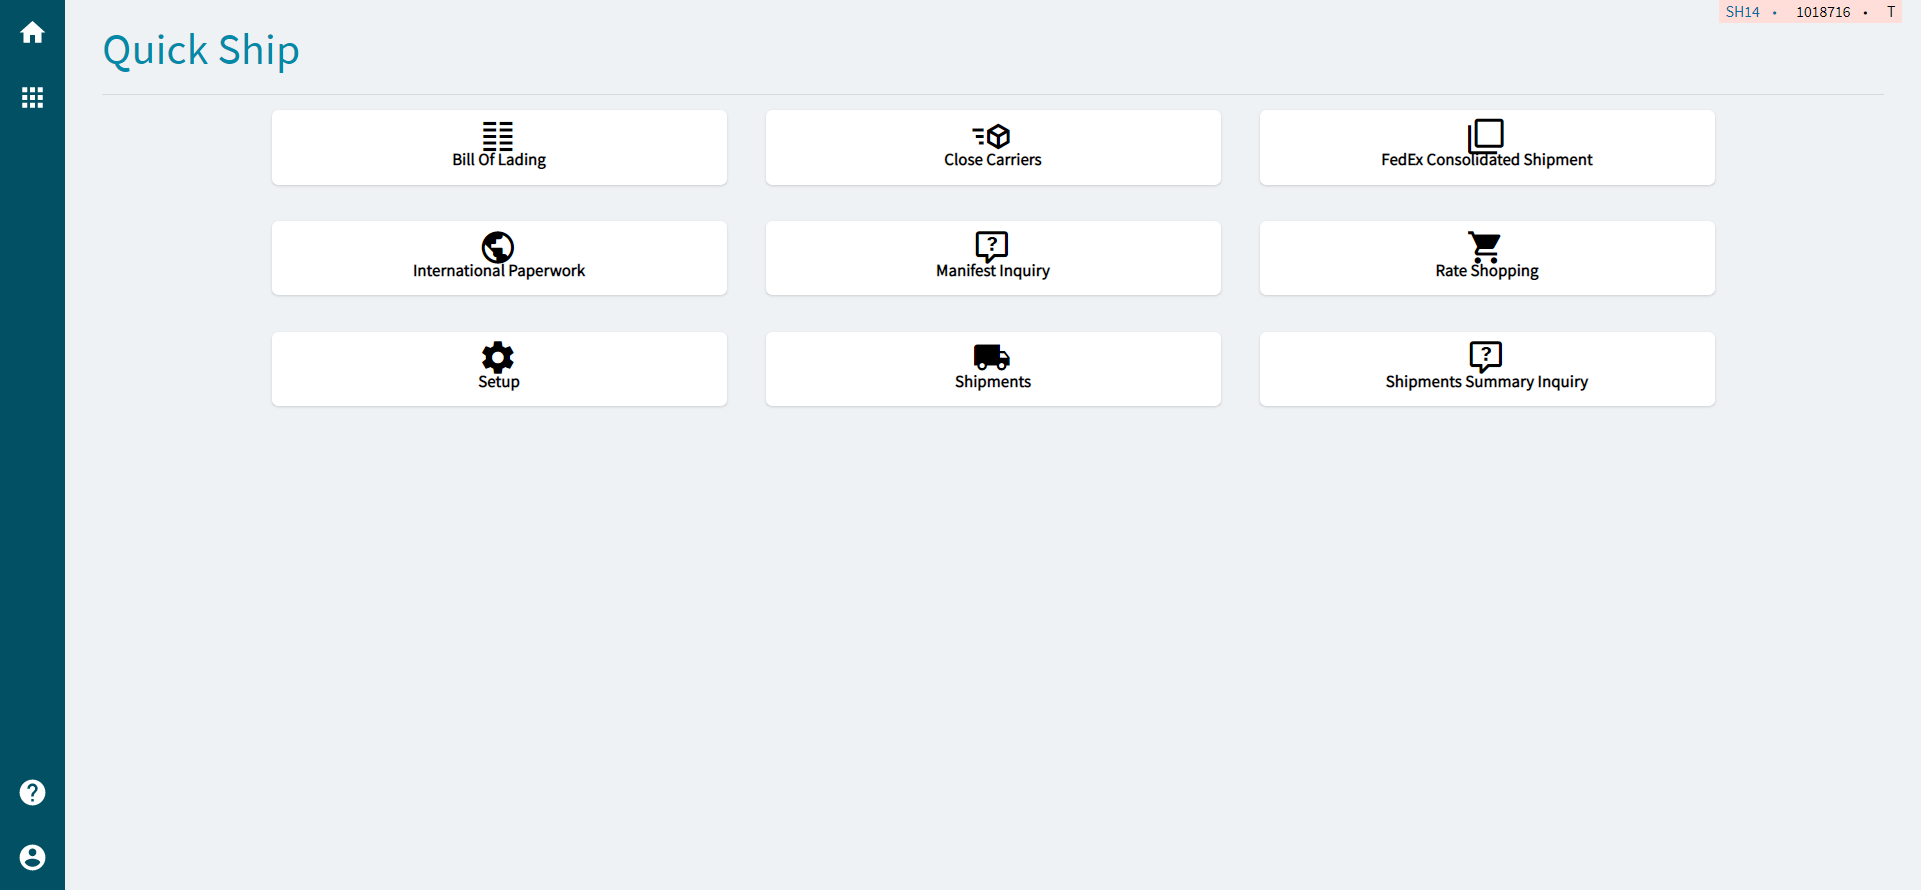 SH14 • 1018716 • T
Quick Ship
Bill Of Lading
Close Carriers
FedEx Consolidated Shipment
International Paperwork
Manifest Inquiry
Rate Shopping
Setup
Shipments
Shipments Summary Inquiry